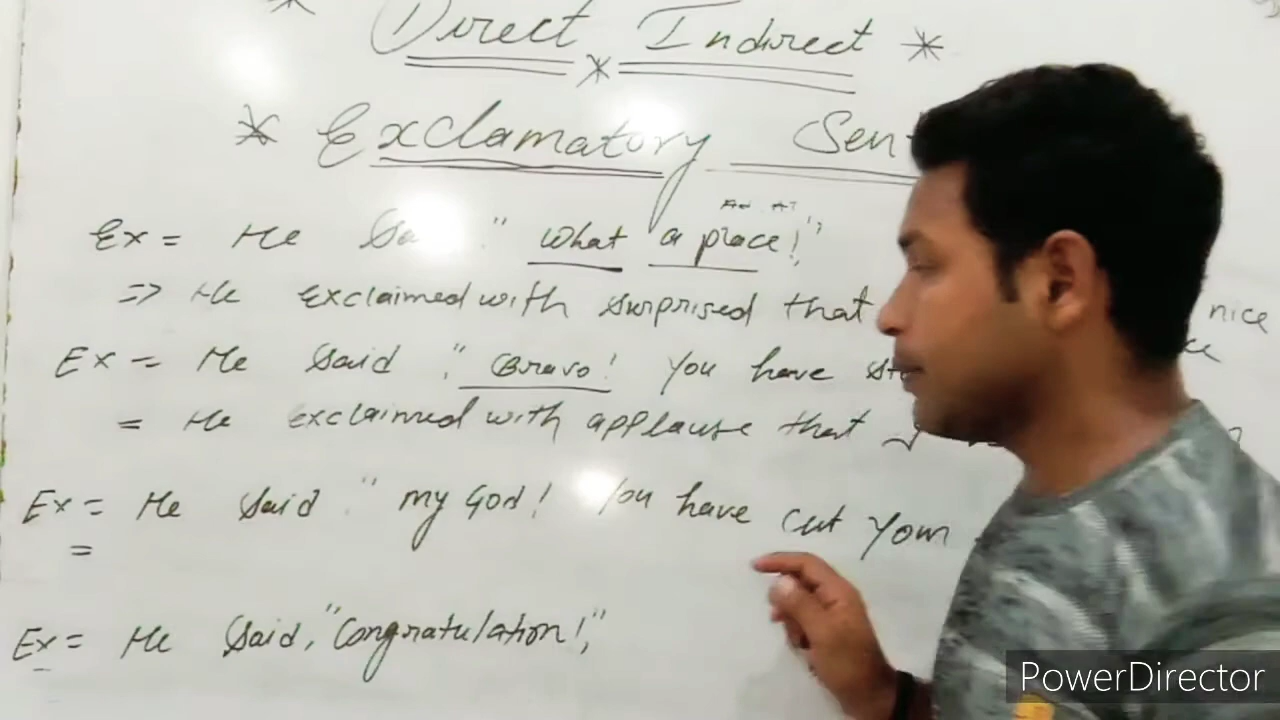 * Direct Indirect *
*
* Exclamatory Sen
Ex = He Sa " What a place!"
=> He Exclaimed with surprised that nice
Ex = He Said "Bravo! You have
= He exclaimed with applause that I
Ex = He Said "my God! You have cut Your
=
Ex = He Said, "Congratulation!"
PowerDirector